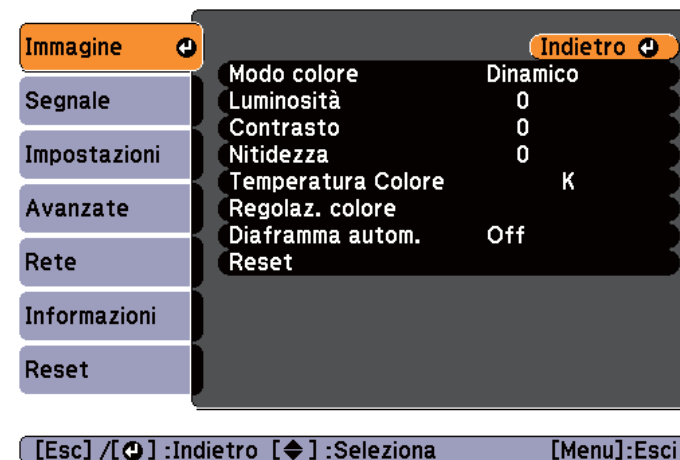 Immagine
Segnale
Impostazioni
Avanzate
Rete
Informazioni
Reset
Indietro
Modo colore Dinamico
Luminosità 0
Contrasto 0
Nitidezza 0
Temperatura Colore K
Regolaz. colore
Diaframma autom. Off
Reset
[Esc] /[⏎] :Indietro [◆] :Seleziona [Menu]:Esci